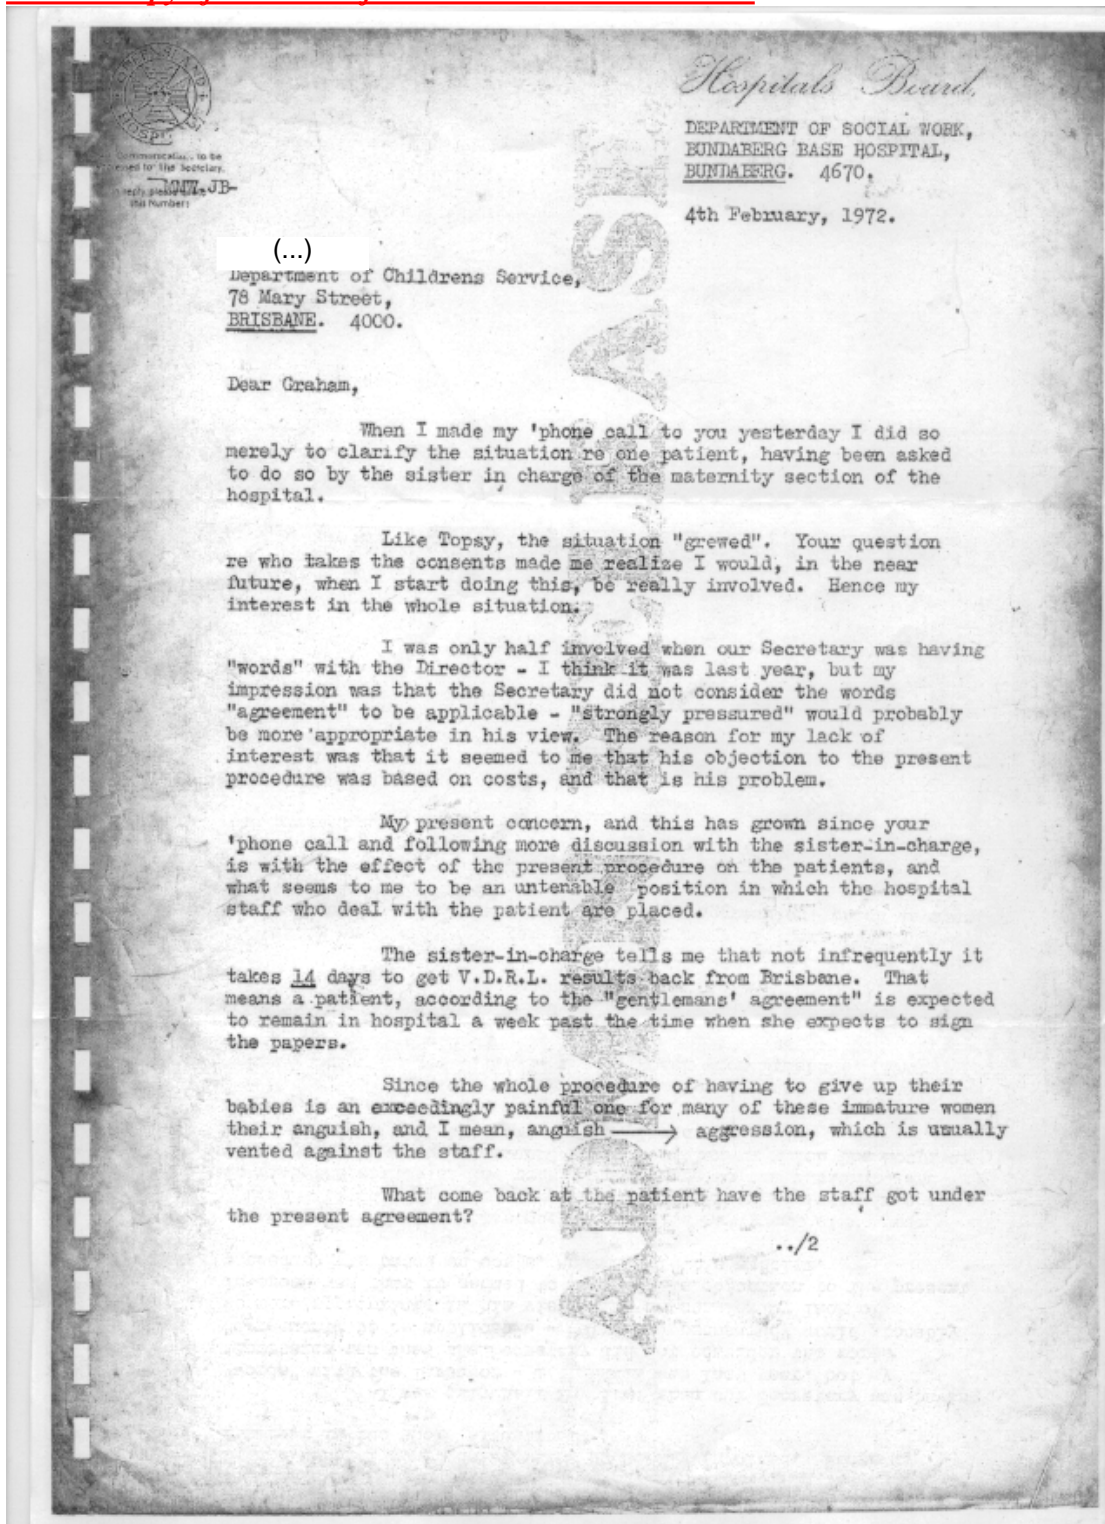 QUEENSLAND
HOSPITALS
Hospitals Board,
DEPARTMENT OF SOCIAL WORK,
BUNDABERG BASE HOSPITAL,
BUNDABERG. 4670.
to be
to the Secretary.
reply please
MMW-JB-
this Number:
4th February, 1972.
(...)
Department of Childrens Service,
78 Mary Street,
BRISBANE. 4000.
Dear Graham,
When I made my 'phone call to you yesterday I did so
merely to clarify the situation re one patient, having been asked
to do so by the sister in charge of the maternity section of the
hospital.
Like Topsy, the situation "grewed". Your question
re who takes the consents made me realize I would, in the near
future, when I start doing this, be really involved. Hence my
interest in the whole situation.
I was only half involved when our Secretary was having
"words" with the Director - I think it was last year, but my
impression was that the Secretary did not consider the words
"agreement" to be applicable - "strongly pressured" would probably
be more appropriate in his view. The reason for my lack of
interest was that it seemed to me that his objection to the present
procedure was based on costs, and that is his problem.
My present concern, and this has grown since your
'phone call and following more discussion with the sister-in-charge,
is with the effect of the present procedure on the patients, and
what seems to me to be an untenable position in which the hospital
staff who deal with the patient are placed.
The sister-in-charge tells me that not infrequently it
takes 14 days to get V.D.R.L. results back from Brisbane. That
means a patient, according to the "gentlemans' agreement" is expected
to remain in hospital a week past the time when she expects to sign
the papers.
Since the whole procedure of having to give up their
babies is an exceedingly painful one for many of these immature women
their anguish, and I mean, anguish ⟶ aggression, which is usually
vented against the staff.
What come back at the patient have the staff got under
the present agreement?
../2